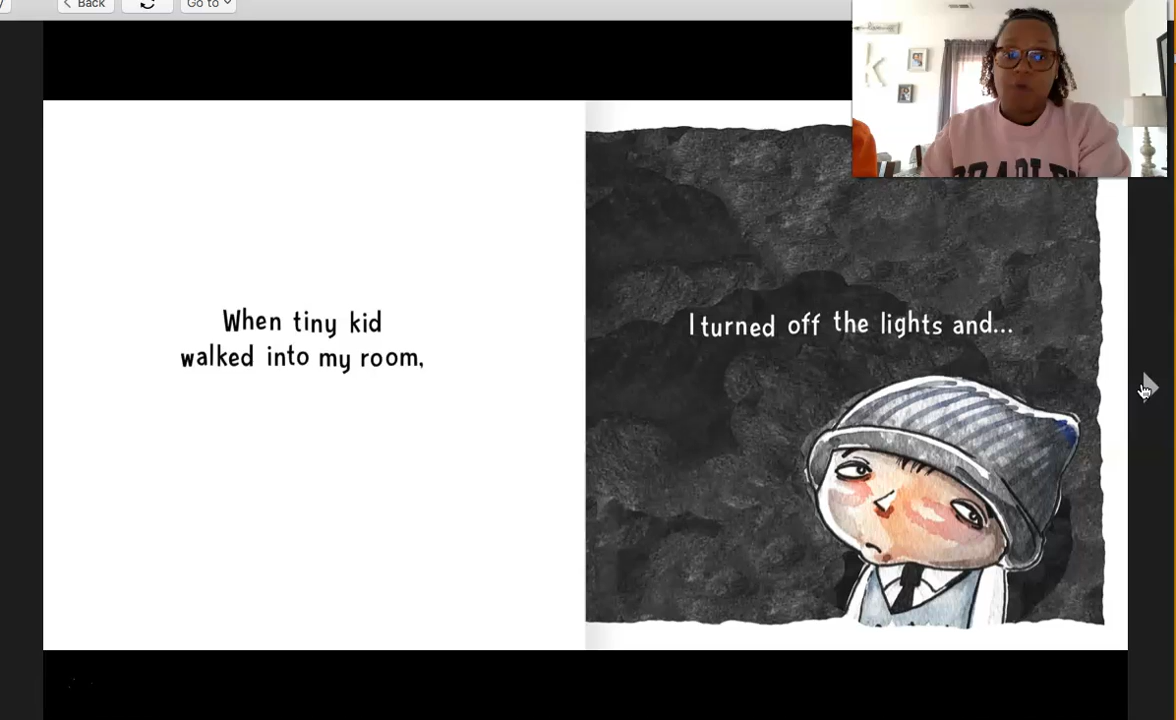 Back
Go to
When tiny kid
walked into my room,
I turned off the lights and...
K